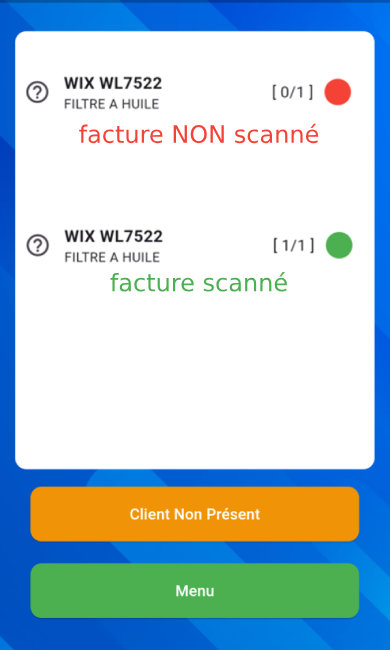 WIX WL7522
[ 0/1 ]
FILTRE A HUILE
facture NON scanné
WIX WL7522
[ 1/1 ]
FILTRE A HUILE
facture scanné
Client Non Présent
Menu